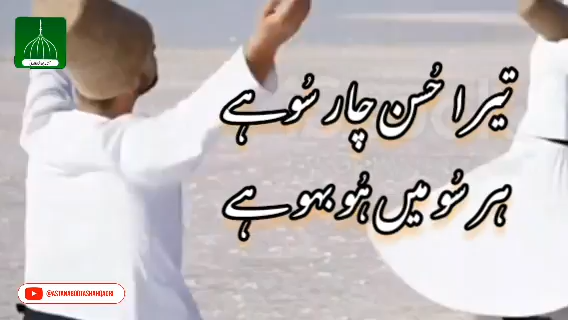 تیرا حُسن چار سُو ہے
ہر سُو میں ہُو بہو ہے